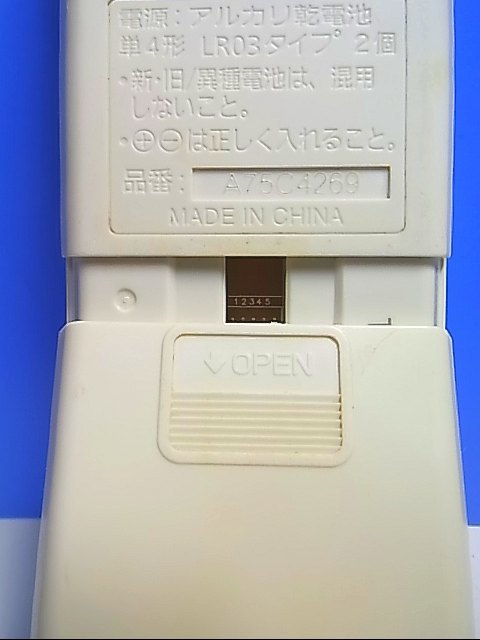 電源：アルカリ乾電池
単4形 LR03タイプ 2個
・新・旧/異種電池は、混用
しないこと。
・⊕⊖は正しく入れること。
品番： A75C4269
MADE IN CHINA
12345
↓OPEN